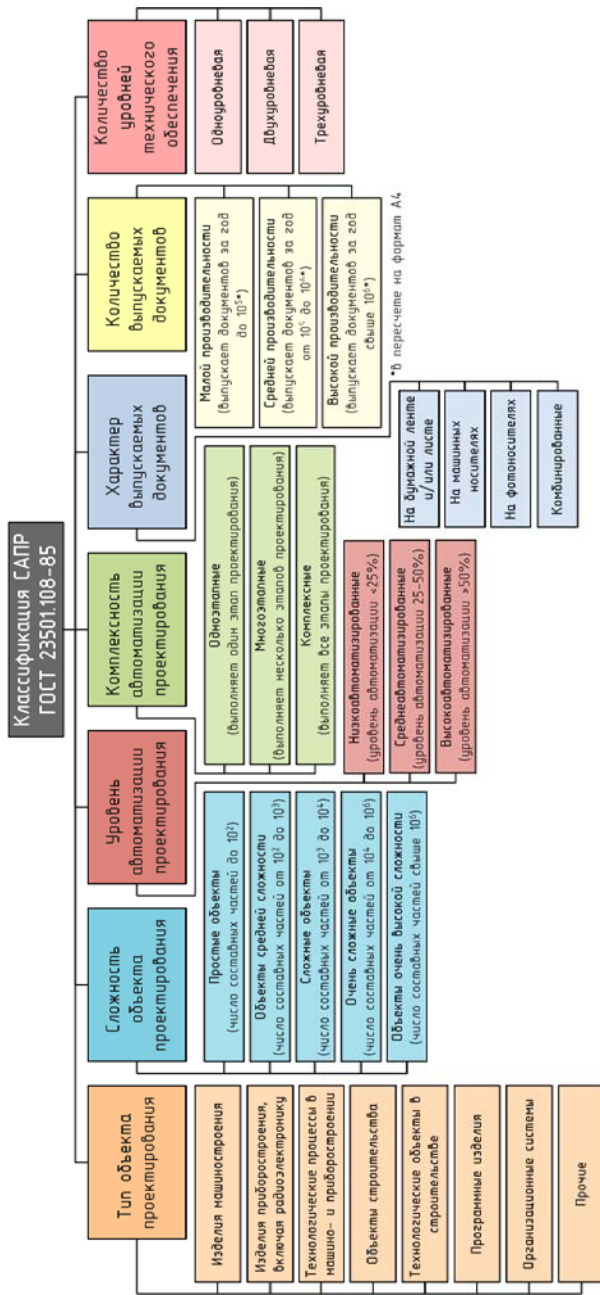 Классификация САПР
ГОСТ 23501.108-85
Тип объекта
проектирования
Изделия машиностроения
Изделия приборостроения,
включая радиоэлектронику
Технологические процессы в
машино- и приборостроении
Объекты строительства
Технологические объекты в
строительстве
Программные изделия
Организационные системы
Прочие
Сложность
объекта
проектирования
Простые объекты
(число составных частей до 10²)
Объекты средней сложности
(число составных частей от 10² до 10³)
Сложные объекты
(число составных частей от 10³ до 10⁴)
Очень сложные объекты
(число составных частей от 10⁴ до 10⁶)
Объекты очень высокой сложности
(число составных частей свыше 10⁶)
Уровень
автоматизации
проектирования
Низкоавтоматизированные
(уровень автоматизации <25%)
Среднеавтоматизированные
(уровень автоматизации 25-50%)
Высокоавтоматизированные
(уровень автоматизации >50%)
Комплексность
автоматизации
проектирования
Одноэтапные
(выполняет один этап проектирования)
Многоэтапные
(выполняет несколько этапов проектирования)
Комплексные
(выполняет все этапы проектирования)
Характер
выпускаемых
документов
На бумажной ленте
и/или листе
На машинных
носителях
На фотоносителях
Комбинированные
Количество
выпускаемых
документов
Малой производительности
(выпускает документов за год
до 10⁵*)
Средней производительности
(выпускает документов за год
Высокой производительности
(выпускает документов за год
свыше 10⁶*)
*в пересчете на формат А4
Количество
уровней
технического
обеспечения
Одноуровневая
Двухуровневая
Трехуровневая